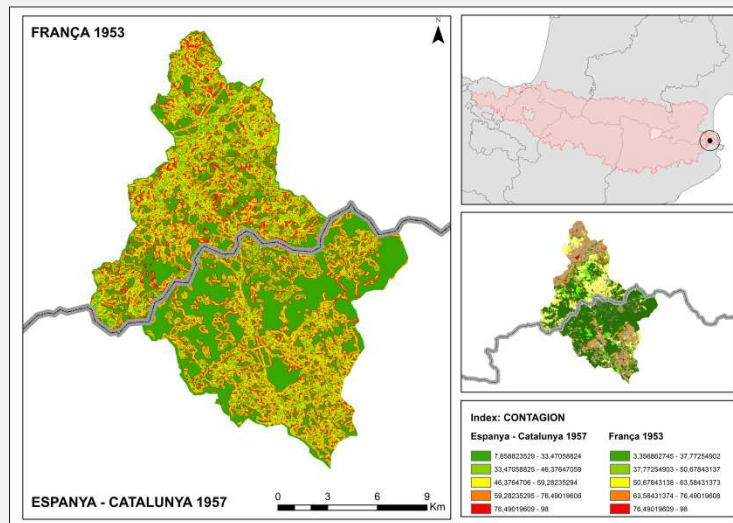 FRANÇA 1953
N
ESPANYA - CATALUNYA 1957
0 1,5 3 6 9
Km
Index: CONTAGION
Espanya - Catalunya 1957 França 1953
7,658823529 - 33,47058824 3,356862745 - 37,77254902
33,47058825 - 46,37647059 37,77254903 - 50,67843137
46,3764706 - 59,28235294 50,67843138 - 63,58431373
59,28235295 - 76,49019608 63,58431374 - 76,49019608
76,49019609 - 98 76,49019609 - 98